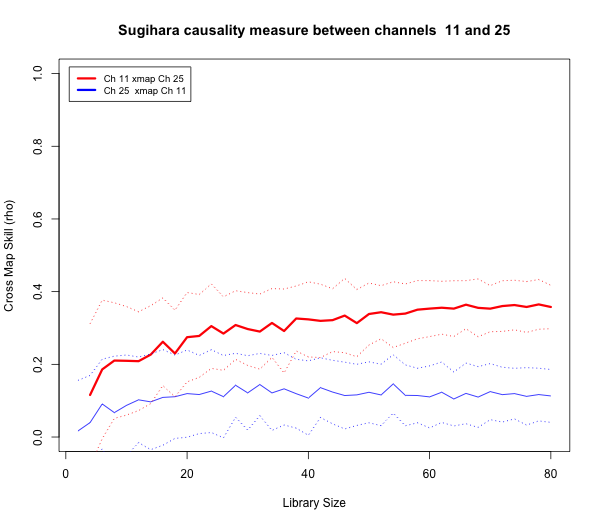 Sugihara causality measure between channels  11 and 25
Ch 11 xmap Ch 25
Ch 25  xmap Ch 11
Cross Map Skill (rho)
1.0
0.8
0.6
0.4
0.2
0.0
0 20 40 60 80
Library Size